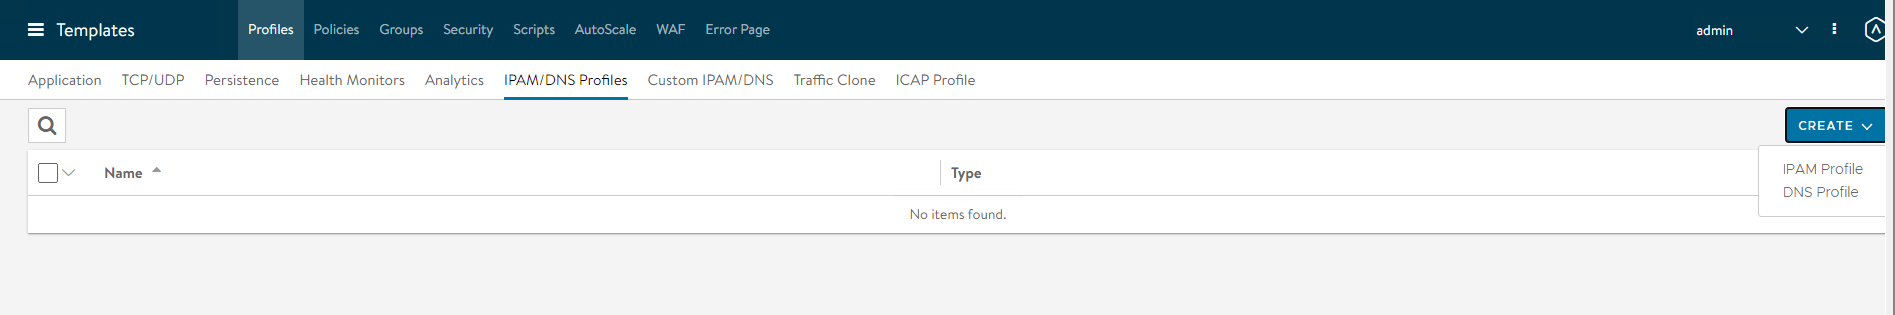 Templates Profiles Policies Groups Security Scripts AutoScale WAF Error Page admin
Application TCP/UDP Persistence Health Monitors Analytics IPAM/DNS Profiles Custom IPAM/DNS Traffic Clone ICAP Profile
CREATE
Name Type
IPAM Profile
DNS Profile
No items found.